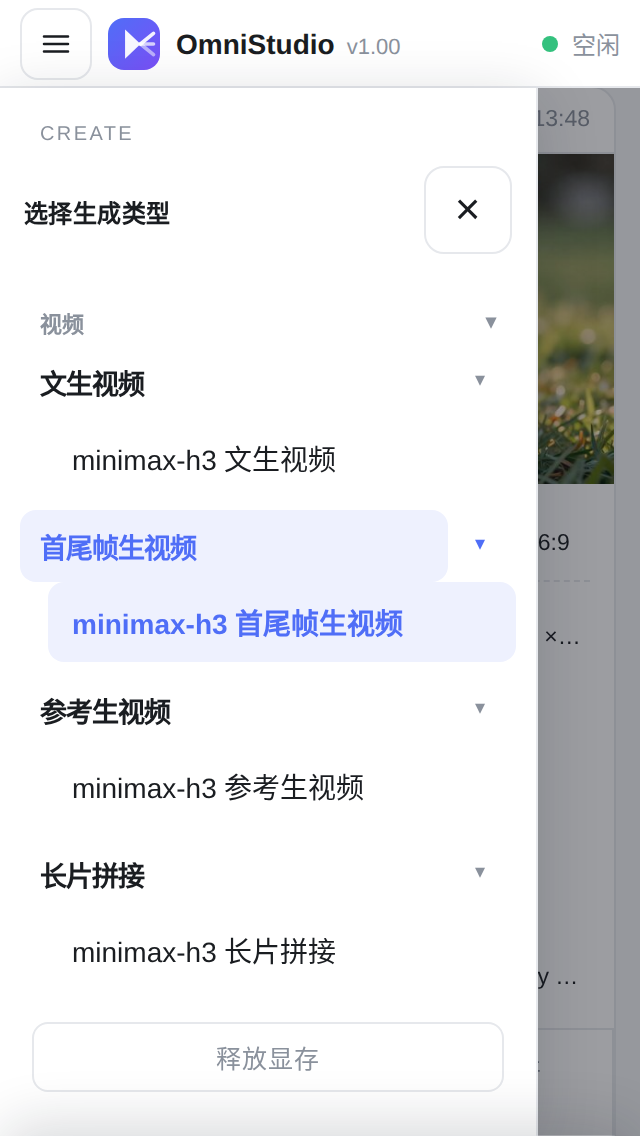 OmniStudio v1.00 空闲
13:48
CREATE
选择生成类型
视频
文生视频
minimax-h3 文生视频
首尾帧生视频
6:9
minimax-h3 首尾帧生视频
×...
参考生视频
minimax-h3 参考生视频
长片拼接
minimax-h3 长片拼接
y ...
释放显存